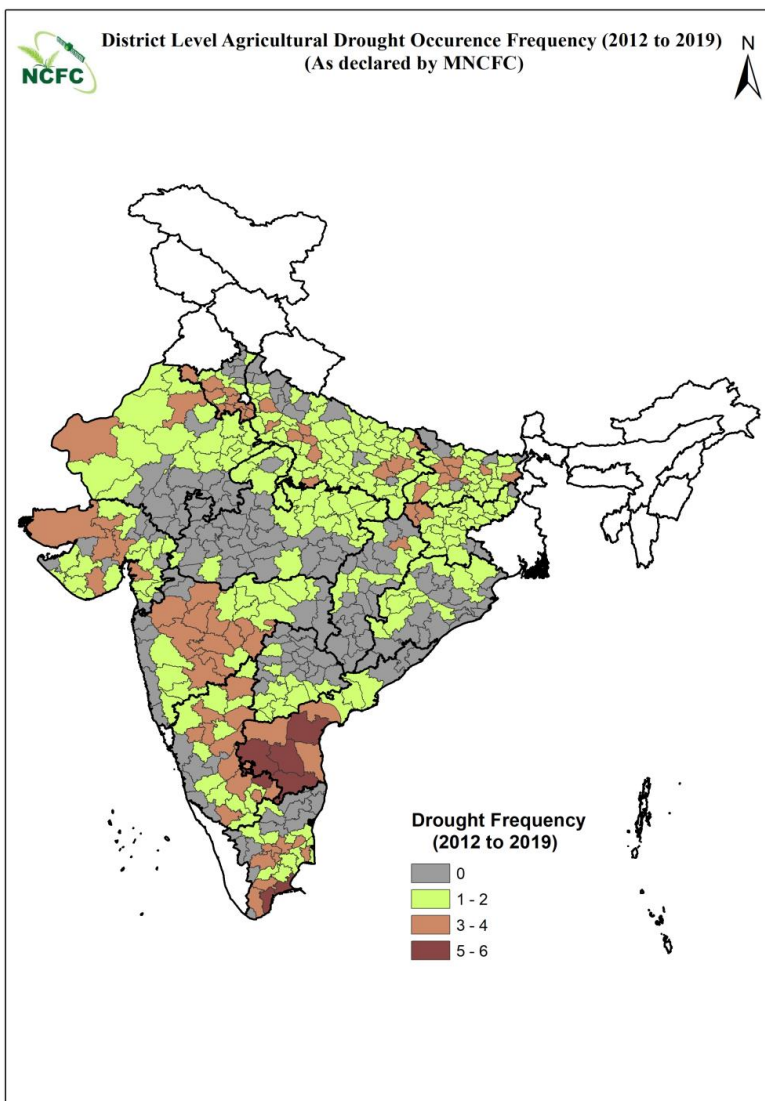 NCFC
District Level Agricultural Drought Occurence Frequency (2012 to 2019)
(As declared by MNCFC)
N
Drought Frequency
(2012 to 2019)
0
1 - 2
3 - 4
5 - 6